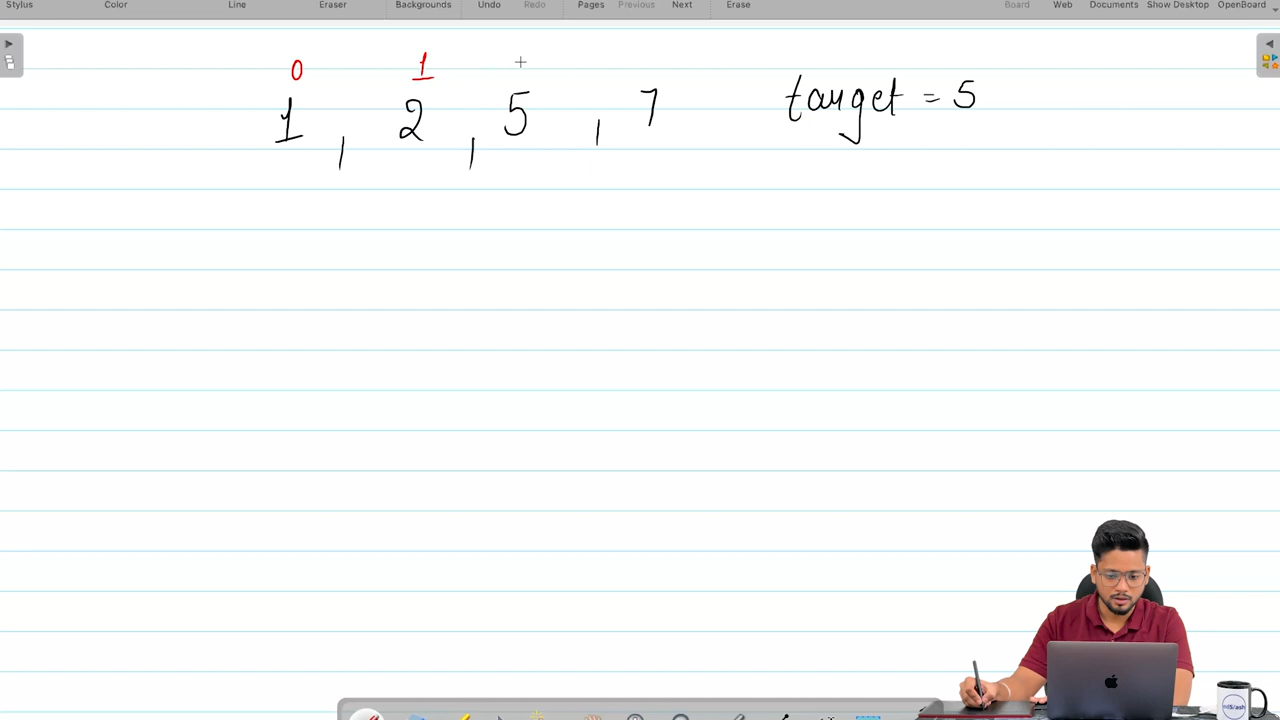 Stylus Color Line Eraser Backgrounds Undo Redo Pages Previous Next Erase Board Web Documents Show Desktop OpenBoard
0 1
1 , 2 , 5 , 7 target = 5